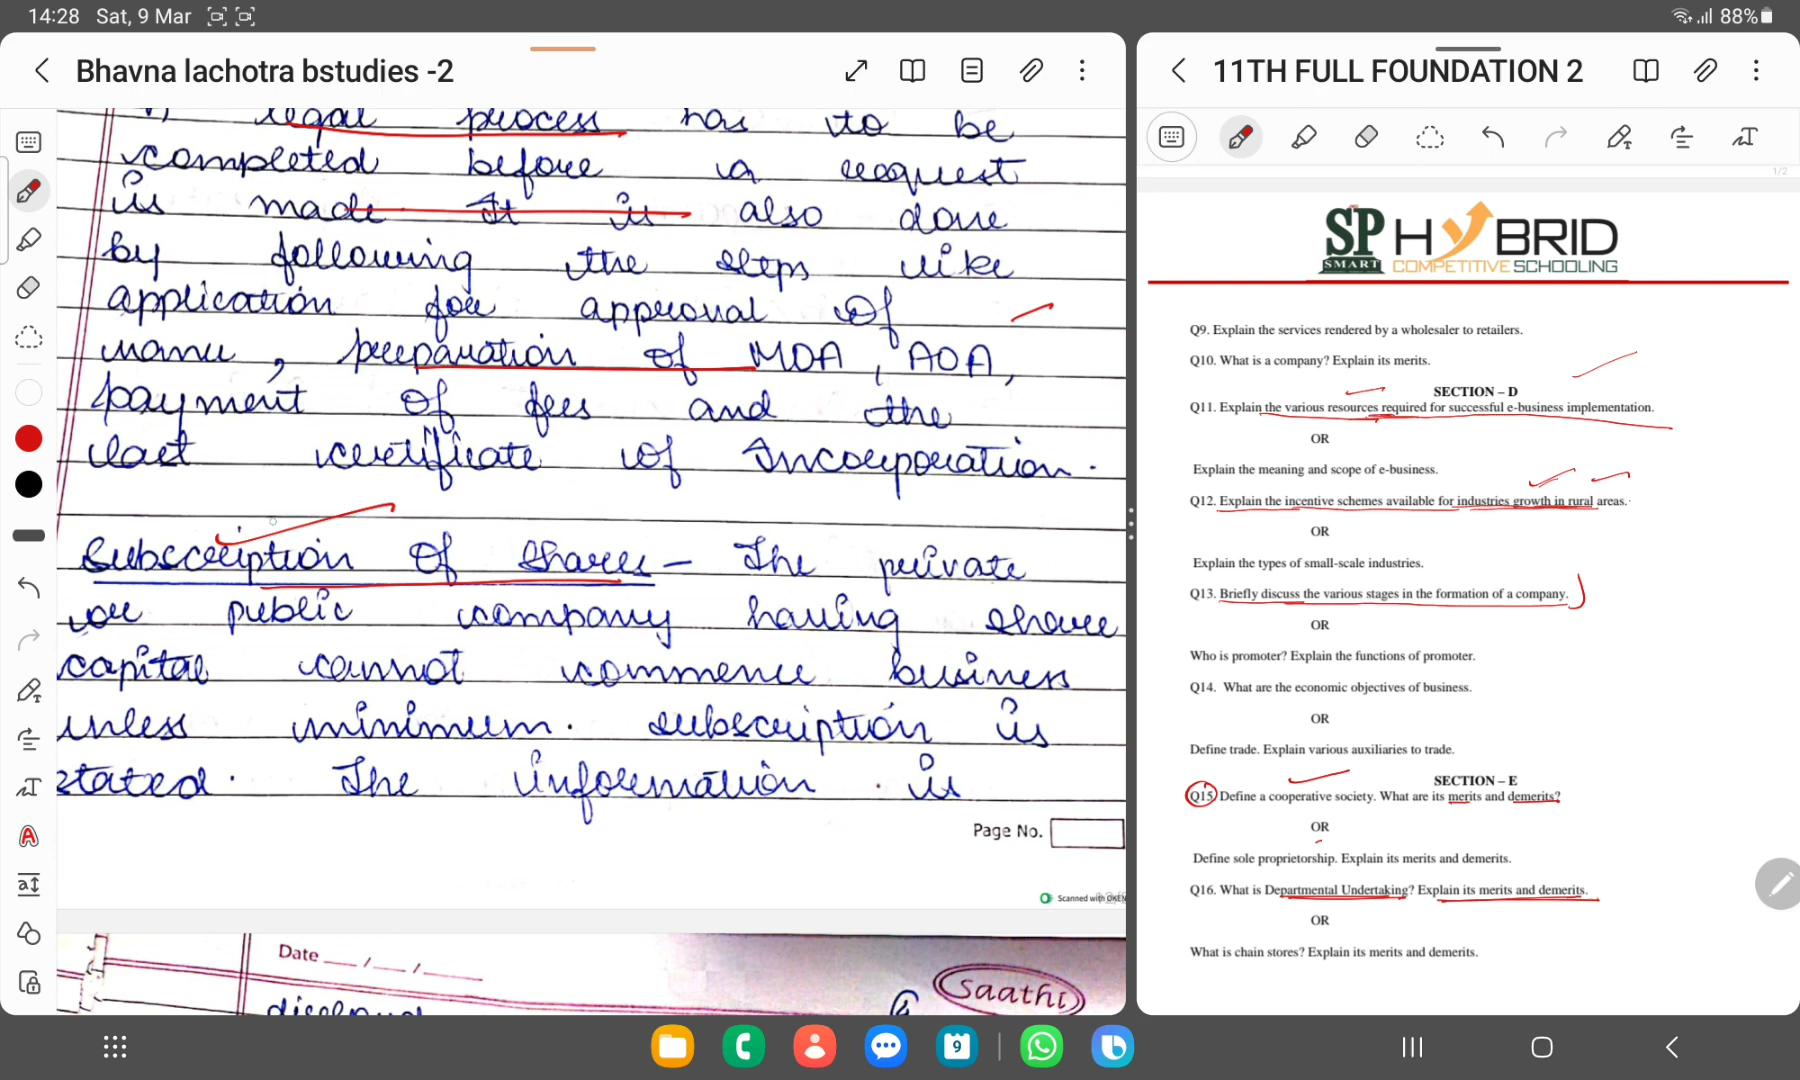 14:28 Sat, 9 Mar
88%
Bhavna lachotra bstudies -2
legal process has to be
completed before a request
is made It is also done
by following the steps like
application for approval of
name, preparation of MOA, AOA,
payment of fees and the
last certificate of Incorporation.
Subscription Of Shares - The private
or public company having share
capital cannot commence business
unless minimum. subscription is
stated. The information is
Page No.
Scanned with OKEN
Date __/__/__
Saathi
11TH FULL FOUNDATION 2
1/2
SP HYBRID
SMART COMPETITIVE SCHOOLING
Q9. Explain the services rendered by a wholesaler to retailers.
Q10. What is a company? Explain its merits.
SECTION – D
Q11. Explain the various resources required for successful e-business implementation.
OR
Explain the meaning and scope of e-business.
Q12. Explain the incentive schemes available for industries growth in rural areas.
OR
Explain the types of small-scale industries.
Q13. Briefly discuss the various stages in the formation of a company.
OR
Who is promoter? Explain the functions of promoter.
Q14. What are the economic objectives of business.
OR
Define trade. Explain various auxiliaries to trade.
SECTION – E
Q15. Define a cooperative society. What are its merits and demerits?
OR
Define sole proprietorship. Explain its merits and demerits.
Q16. What is Departmental Undertaking? Explain its merits and demerits.
OR
What is chain stores? Explain its merits and demerits.
9